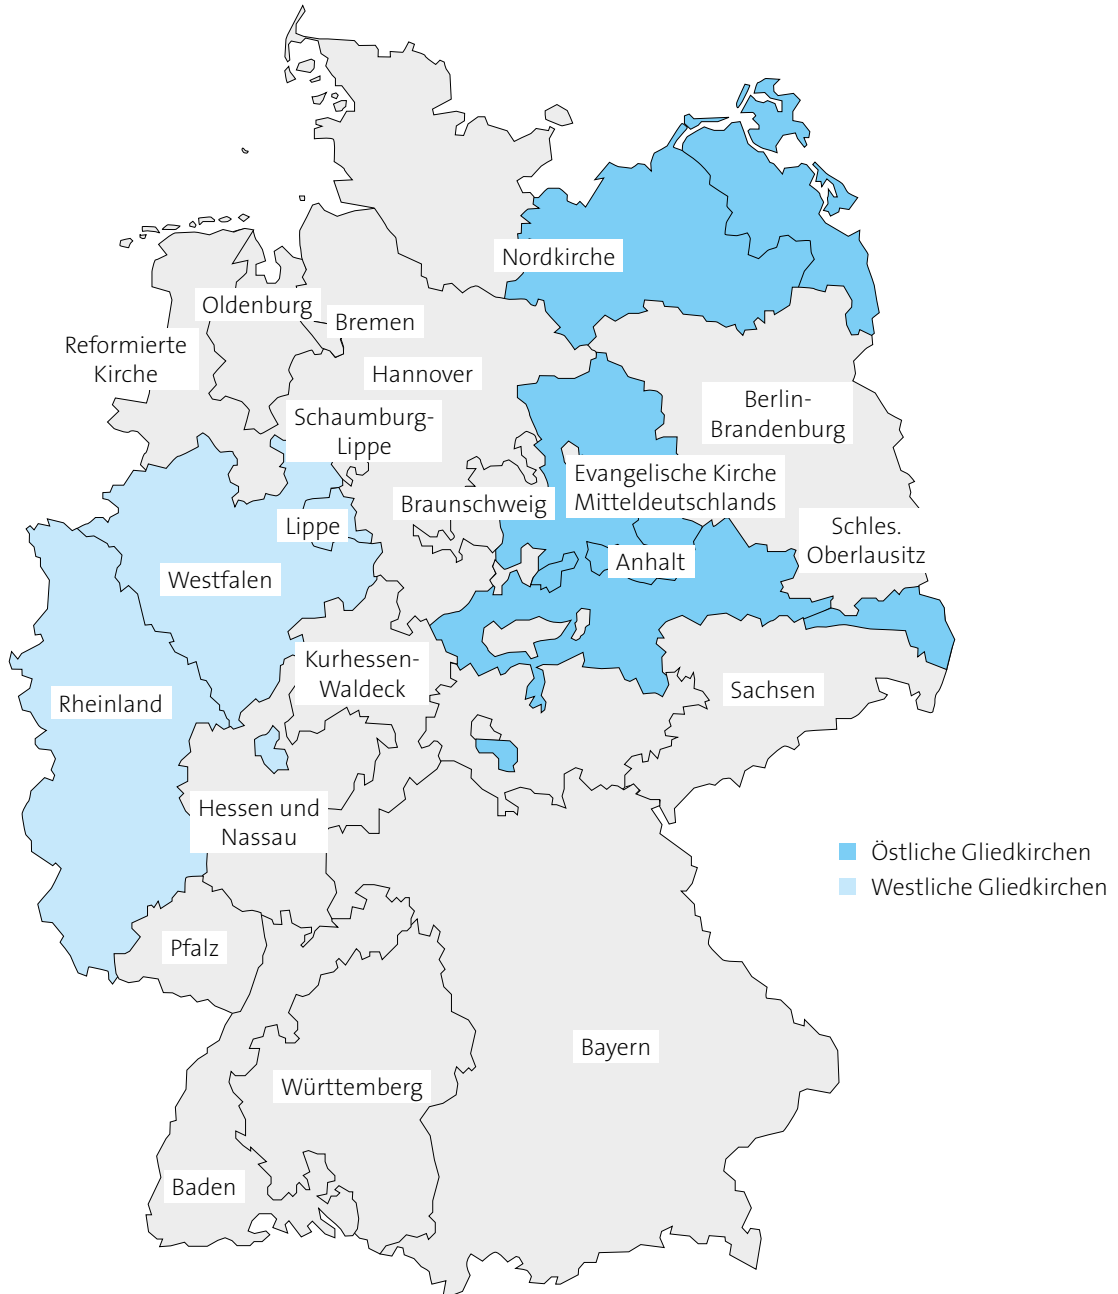 Nordkirche
Oldenburg
Bremen
Reformierte
Kirche
Hannover
Schaumburg-
Lippe
Berlin-
Brandenburg
Evangelische Kirche
Mitteldeutschlands
Braunschweig
Lippe
Schles.
Oberlausitz
Anhalt
Westfalen
Kurhessen-
Waldeck
Rheinland
Sachsen
Hessen und
Nassau
Östliche Gliedkirchen
Westliche Gliedkirchen
Pfalz
Bayern
Württemberg
Baden